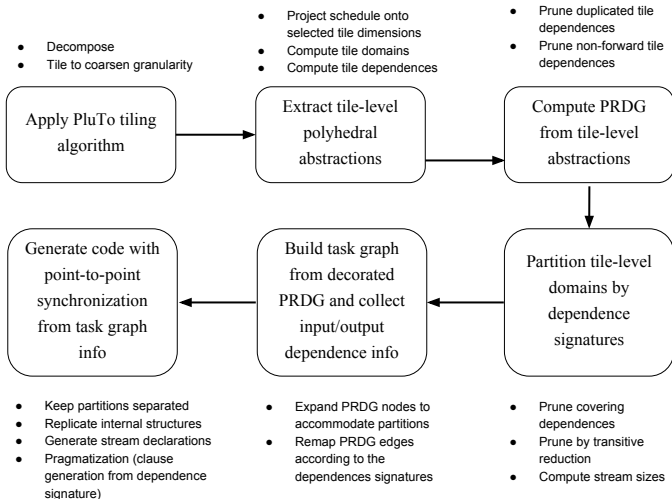 • Decompose
• Tile to coarsen granularity
• Project schedule onto
selected tile dimensions
• Compute tile domains
• Compute tile dependences
• Prune duplicated tile
dependences
• Prune non-forward tile
dependences
Apply PluTo tiling
algorithm
Extract tile-level
polyhedral
abstractions
Compute PRDG
from tile-level
abstractions
Partition tile-level
domains by
dependence
signatures
Build task graph
from decorated
PRDG and collect
input/output
dependence info
Generate code with
point-to-point
synchronization
from task graph
info
• Keep partitions separated
• Replicate internal structures
• Generate stream declarations
• Pragmatization (clause
generation from dependence
signature)
• Expand PRDG nodes to
accommodate partitions
• Remap PRDG edges
according to the
dependences signatures
• Prune covering
dependences
• Prune by transitive
reduction
• Compute stream sizes